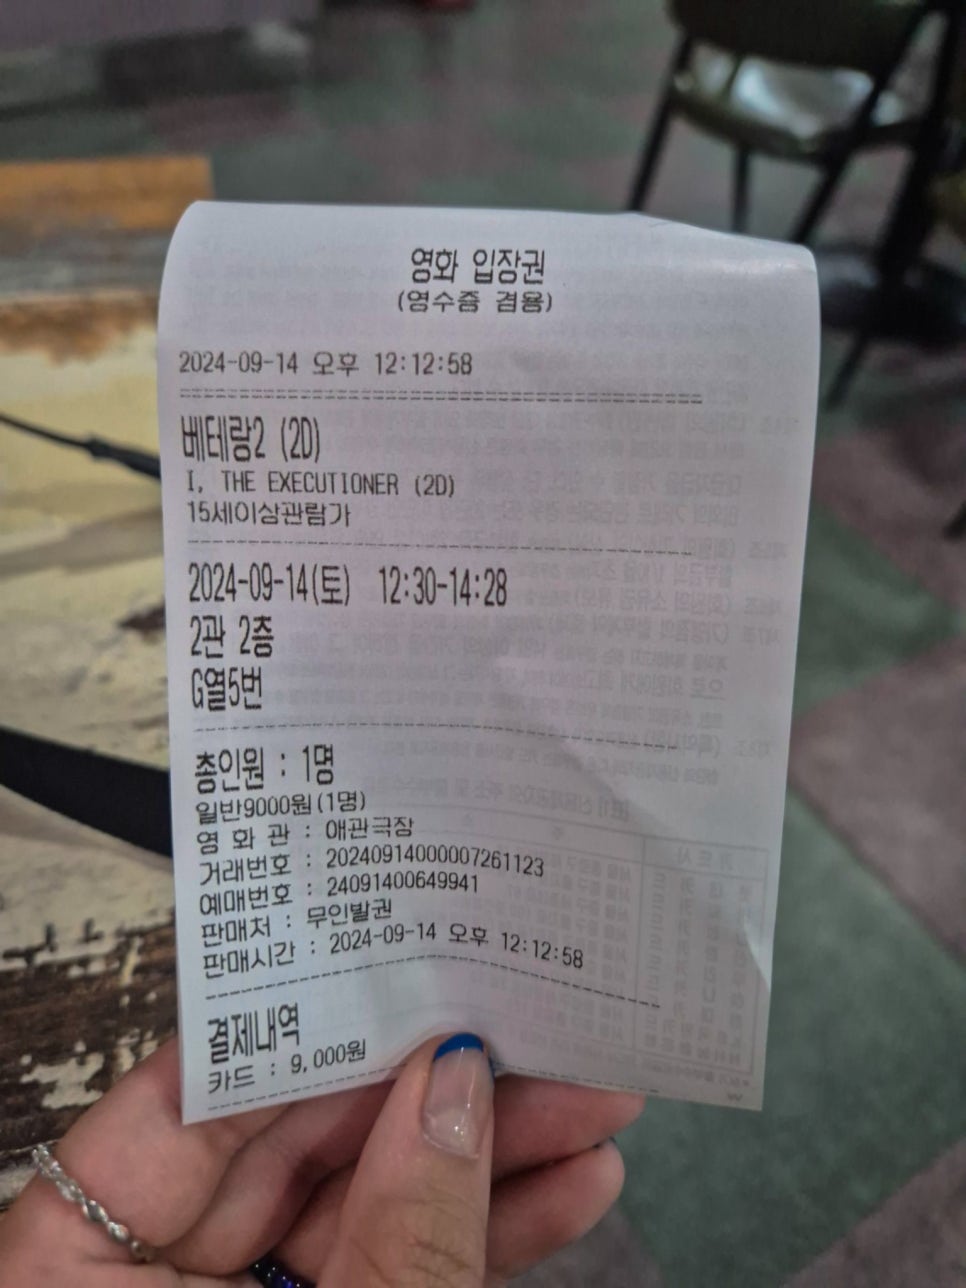 영화 입장권
(영수증 겸용)
2024-09-14 오후 12:12:58
베테랑2 (2D)
I, THE EXECUTIONER (2D)
15세이상관람가
2024-09-14(토) 12:30-14:28
2관 2층
G열5번
총인원 : 1명
일반9000원(1명)
영 화 관 : 애관극장
거래번호 : 20240914000007261123
예매번호 : 24091400649941
판매처 : 무인발권
판매시간 : 2024-09-14 오후 12:12:58
결제내역
카드 : 9,000원